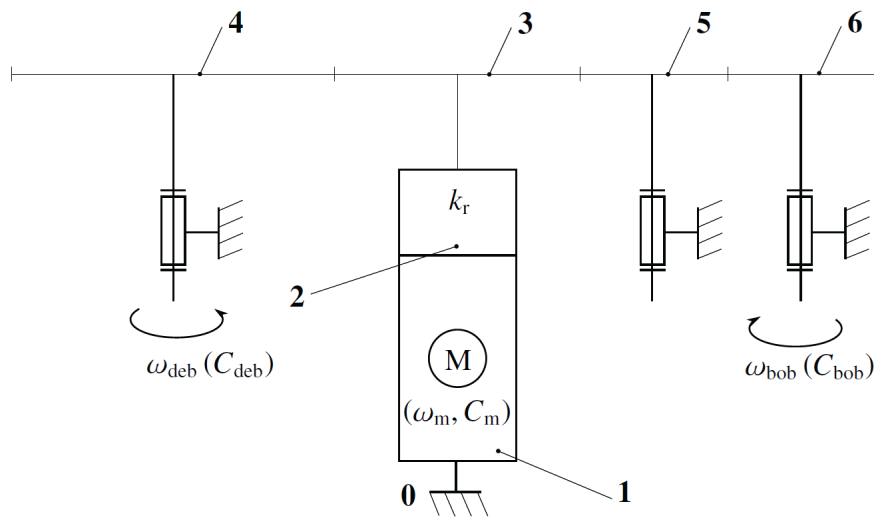 4 3 5 6
kr
2
M
ωdeb (Cdeb)
ωbob (Cbob)
(ωm, Cm)
0 1